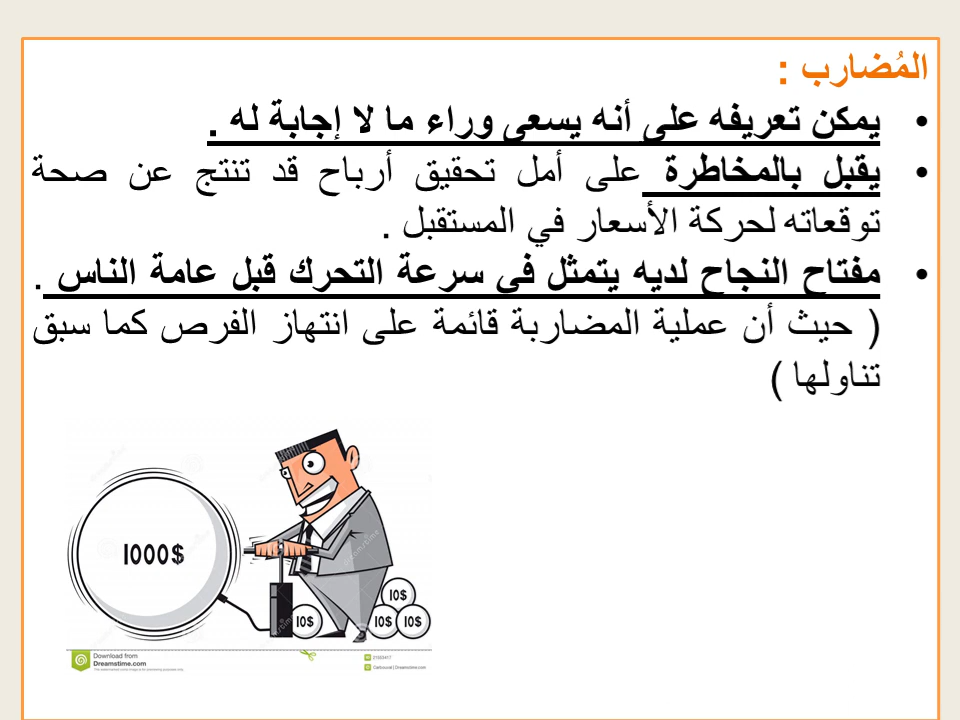 المُضارب :
• يمكن تعريفه على أنه يسعى وراء ما لا إجابة له .
• يقبل بالمخاطرة على أمل تحقيق أرباح قد تنتج عن صحة
توقعاته لحركة الأسعار في المستقبل .
• مفتاح النجاح لديه يتمثل في سرعة التحرك قبل عامة الناس .
( حيث أن عملية المضاربة قائمة على انتهاز الفرص كما سبق
تناولها )
1000$
10$
10$
10$ 10$
Download from
Dreamstime.com